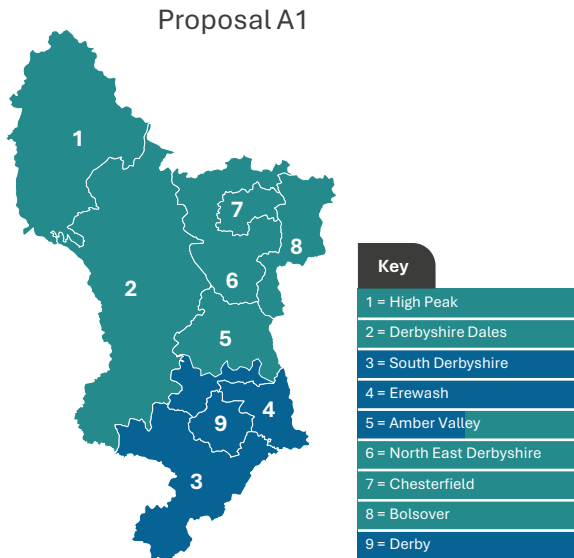 Proposal A1
1
7
8
2
6
5
4
9
3
Key
1 = High Peak
2 = Derbyshire Dales
3 = South Derbyshire
4 = Erewash
5 = Amber Valley
6 = North East Derbyshire
7 = Chesterfield
8 = Bolsover
9 = Derby